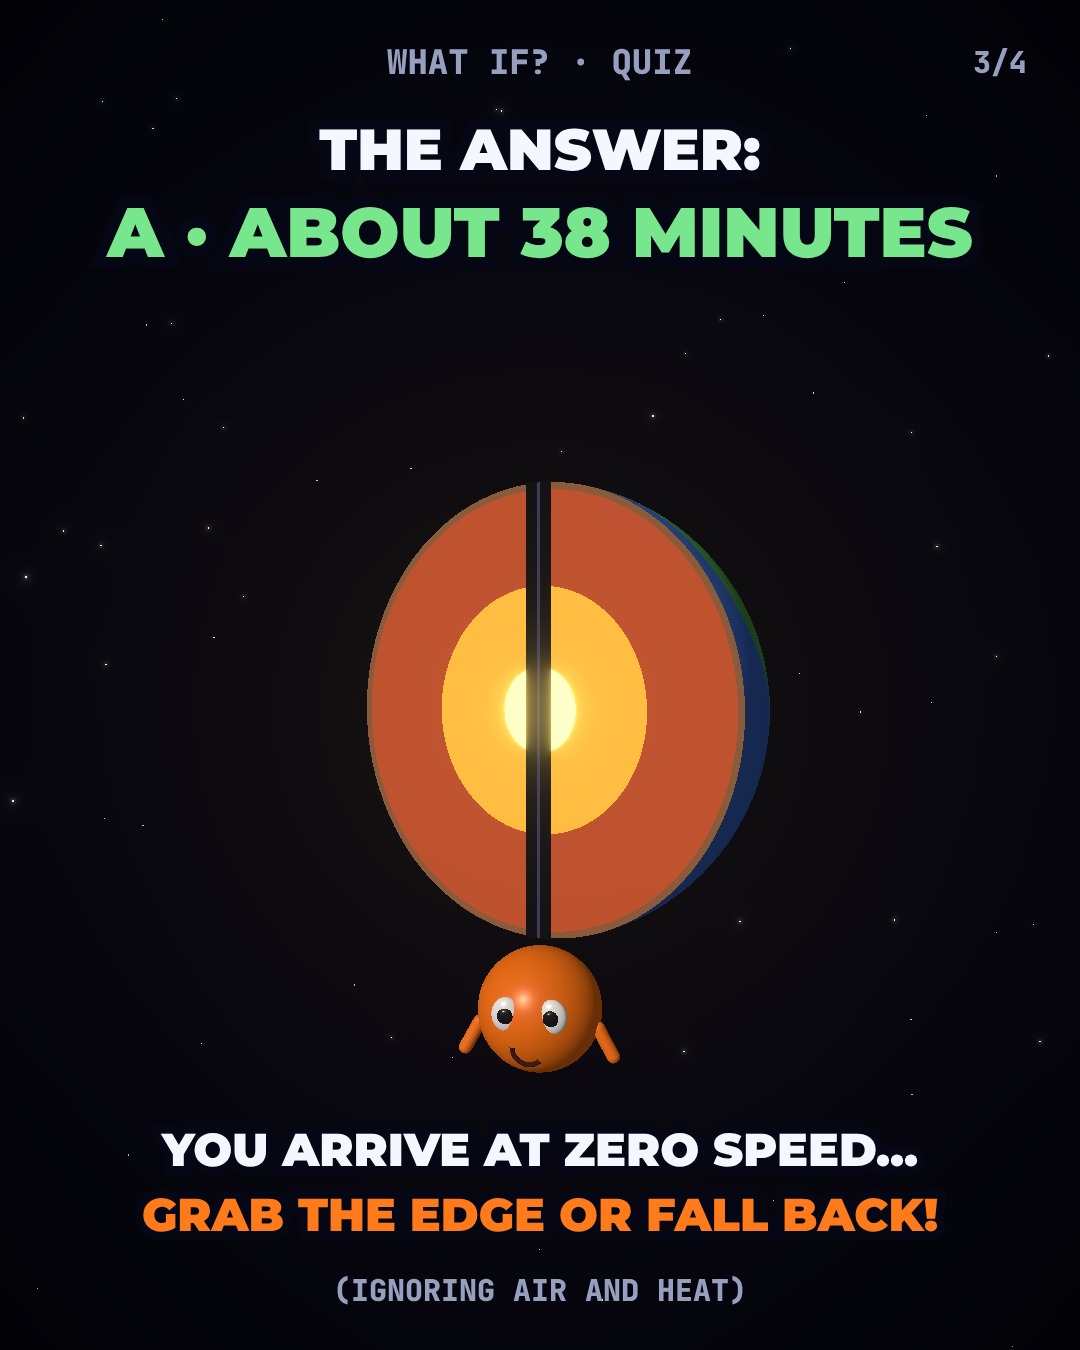 WHAT IF? · QUIZ
3/4
THE ANSWER:
A · ABOUT 38 MINUTES
YOU ARRIVE AT ZERO SPEED...
GRAB THE EDGE OR FALL BACK!
(IGNORING AIR AND HEAT)